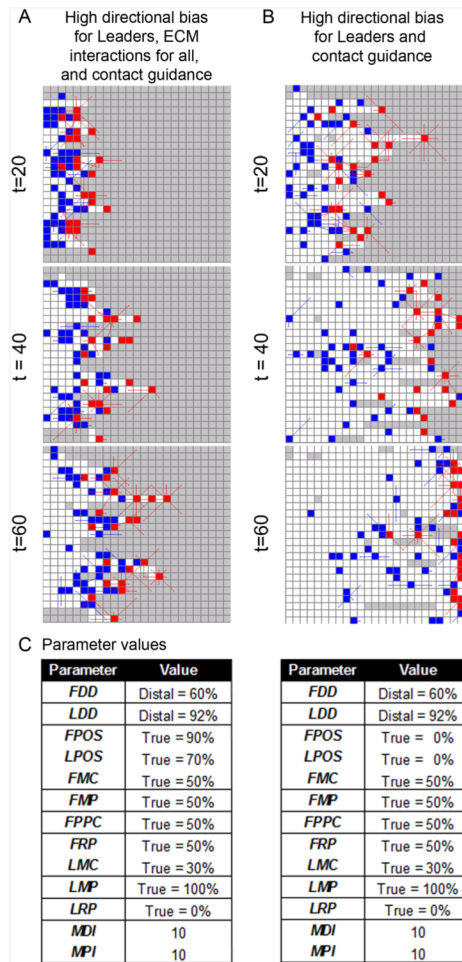 A
High directional bias
for Leaders, ECM
interactions for all,
and contact guidance
B
High directional bias
for Leaders and
contact guidance
t=20
t=20
t = 40
t = 40
t=60
t=60
C Parameter values
Parameter Value
FDD Distal = 60%
LDD Distal = 92%
FPOS True = 90%
LPOS True = 70%
FMC True = 50%
FMP True = 50%
FPPC True = 50%
FRP True = 50%
LMC True = 30%
LMP True = 100%
LRP True = 0%
MDI 10
MPI 10
Parameter Value
FDD Distal = 60%
LDD Distal = 92%
FPOS True = 0%
LPOS True = 0%
FMC True = 50%
FMP True = 50%
FPPC True = 50%
FRP True = 50%
LMC True = 30%
LMP True = 100%
LRP True = 0%
MDI 10
MPI 10